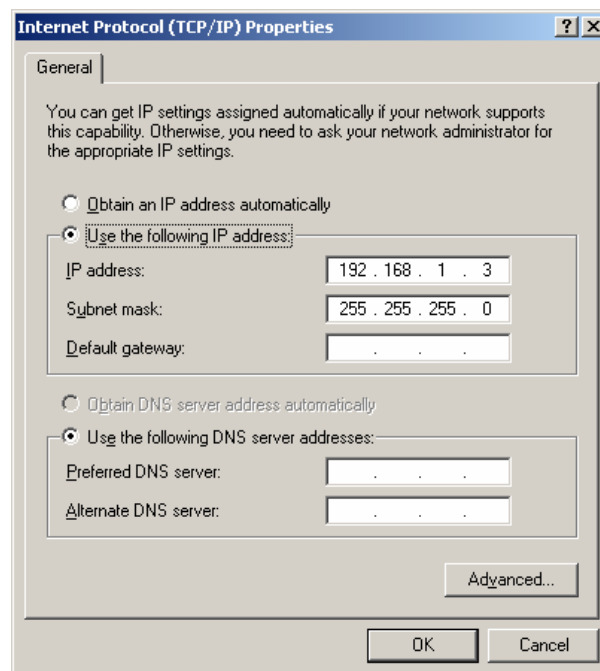 Internet Protocol (TCP/IP) Properties
General
You can get IP settings assigned automatically if your network supports
this capability. Otherwise, you need to ask your network administrator for
the appropriate IP settings.
Obtain an IP address automatically
Use the following IP address:
IP address: 192 . 168 . 1 . 3
Subnet mask: 255 . 255 . 255 . 0
Default gateway: . . .
Obtain DNS server address automatically
Use the following DNS server addresses:
Preferred DNS server: . . .
Alternate DNS server: . . .
Advanced...
OK Cancel